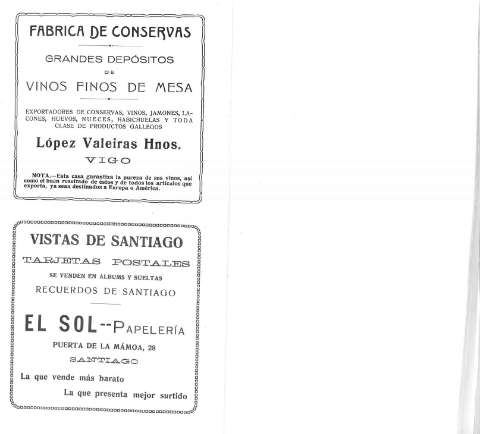 FABRICA DE CONSERVAS
GRANDES DEPÓSITOS
DE
VINOS FINOS DE MESA
EXPORTADORES DE CONSERVAS, VINOS, JAMONES, LA-
CONES, HUEVOS, NUECES, HABICHUELAS Y TODA
CLASE DE PRODUCTOS GALLEGOS
López Valeiras Hnos.
VIGO
NOTA.—Esta casa garantiza la pureza de sus vinos, así
como el buen resultado de estos y de todos los artículos que
exporta, ya sean destinados a Europa o América.
VISTAS DE SANTIAGO
TARJETAS POSTALES
SE VENDEN EN ÁLBUMS Y SUELTAS
RECUERDOS DE SANTIAGO
EL SOL--PAPELERÍA
PUERTA DE LA MÁMOA, 28
SANTIAGO
La que vende más barato
La que presenta mejor surtido